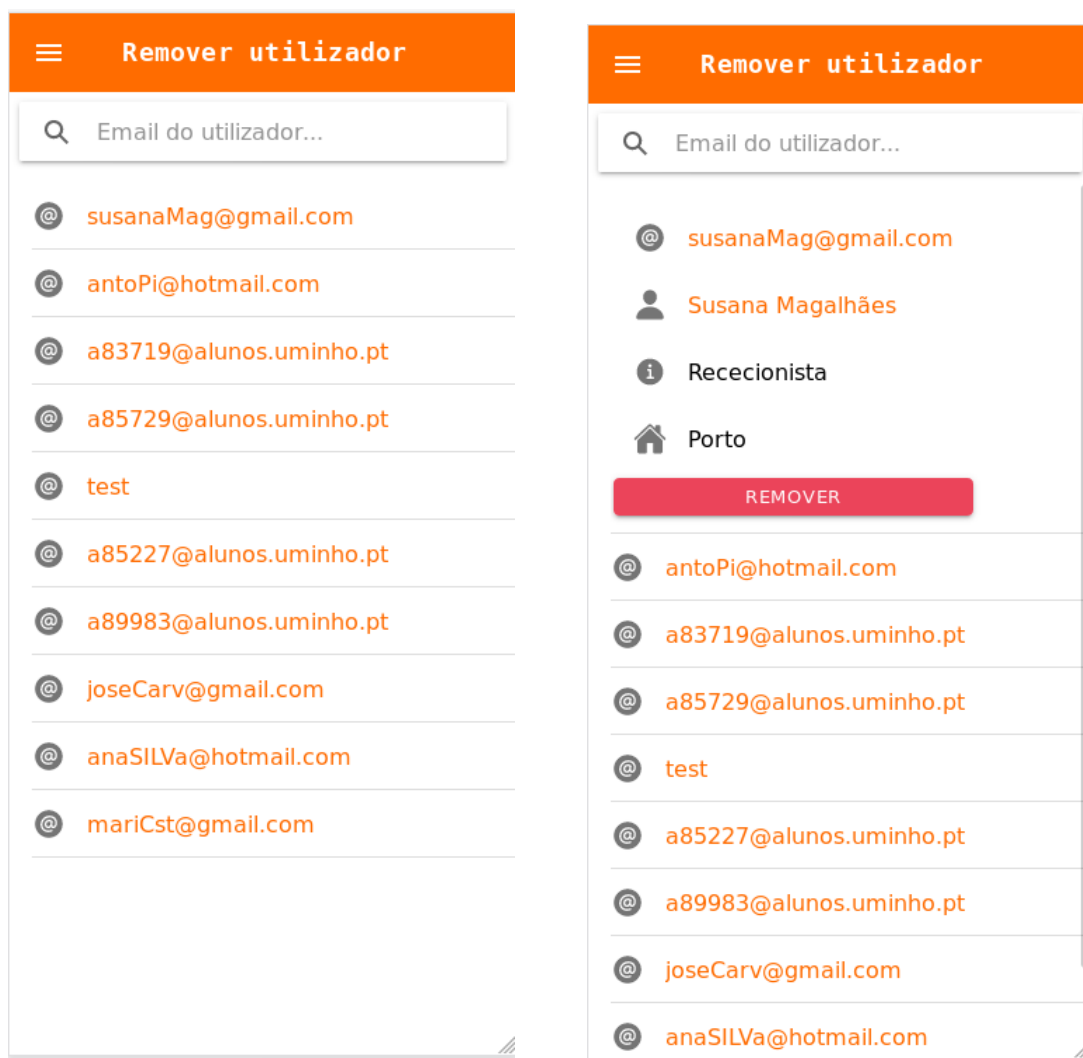 Remover utilizador
Email do utilizador...
susanaMag@gmail.com
antoPi@hotmail.com
a83719@alunos.uminho.pt
a85729@alunos.uminho.pt
test
a85227@alunos.uminho.pt
a89983@alunos.uminho.pt
joseCarv@gmail.com
anaSILVa@hotmail.com
mariCst@gmail.com
Remover utilizador
Email do utilizador...
susanaMag@gmail.com
Susana Magalhães
Rececionista
Porto
REMOVER
antoPi@hotmail.com
a83719@alunos.uminho.pt
a85729@alunos.uminho.pt
test
a85227@alunos.uminho.pt
a89983@alunos.uminho.pt
joseCarv@gmail.com
anaSILVa@hotmail.com